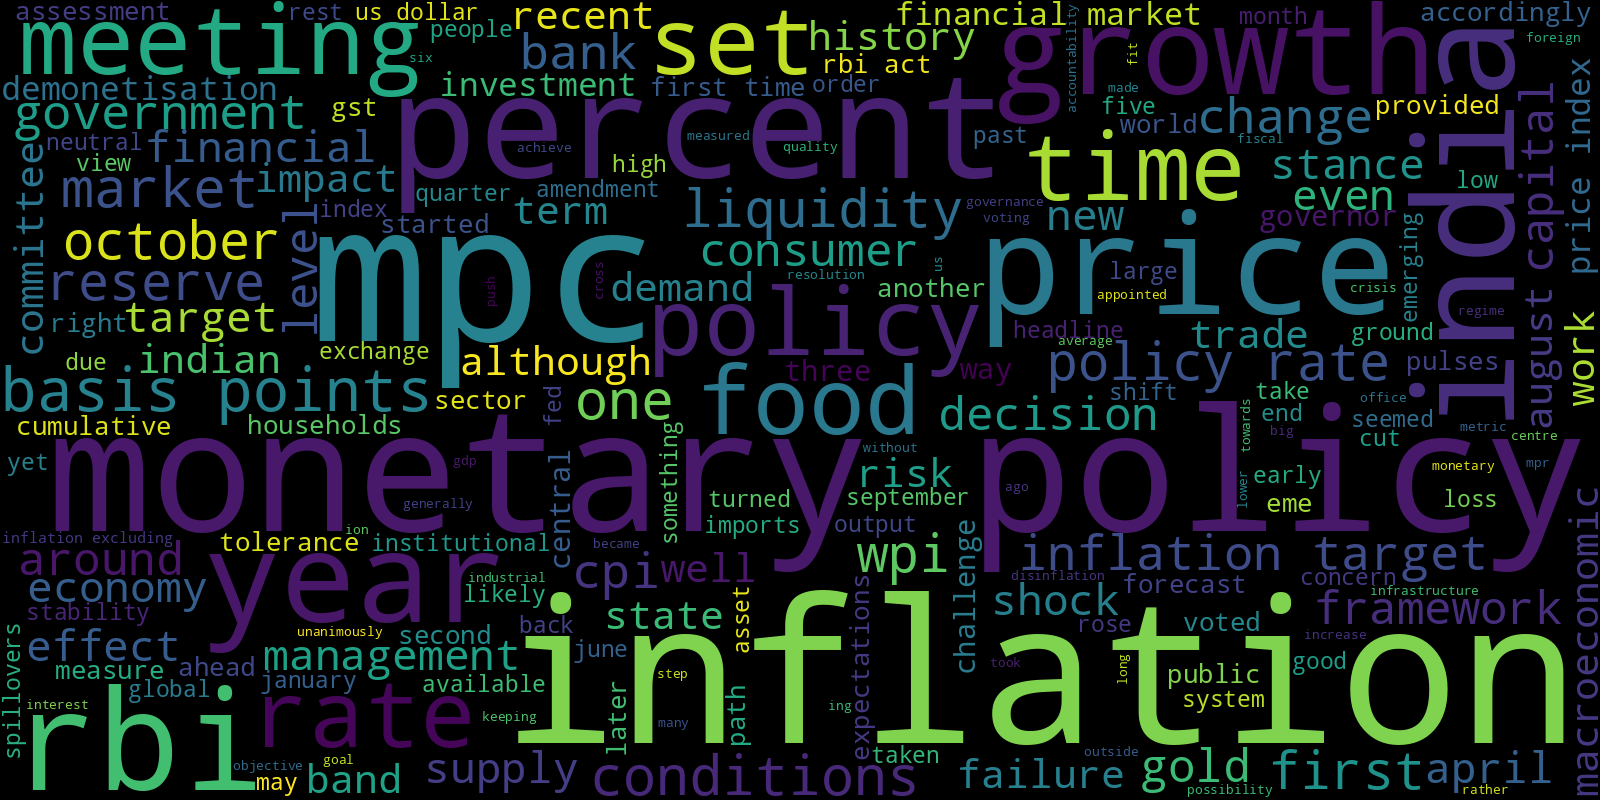 assessment
rest
us dollar
recent
financial market
month
accordingly
meeting
people
six
set
history
growth
india
foreign
bank
rbi act
accountability
fit
demonetisation
investment
first time
order
made
government
gst
percent
five
change
provided
capital
price index
neutral
financial
measured
past
world
fiscal
view
achieve
high
quality
time
stance
committee
market
impact
quarter
amendment
even
low
index
level
term
liquidity
governance
voting
new
governor
started
october
mpc
consumer
price
emerging
reserve
push
cross
demand
resolution
us
another
large
appointed
crisis
august
right
target
policy
headline
trade
ground
regime
work
due
indian
exchange
although
average
policy rate
pulses
three
way
basis points
sector
fed
one
food
decision
shift
take
office
cumulative
households
end
seemed
towards
big
cut
metric
centre
yet
monetary policy
gdp
something
without
risk
early
monetary
mpr
generally
central
turned
september
ago
lower
eme
loss
imports
output
inflation excluding
tolerance
ion
institutional
became
wpi
inflation target
macroeconomic
around
year
cpi
well
challenge
disinflation
forecast
concern
economy
industrial
likely
asset
expectations
shock
infrastructure
stability
state
rose
voted
framework
unanimously
second
back
increase
spillovers
effect
june
inflation
measure
ahead
management
took
long
good
global
january
available
step
public
rbi
interest
rate
keeping
later
many
path
ing
system
objective
goal
taken
outside
may
band
supply
conditions
failure
gold
possibility
first
april
rather